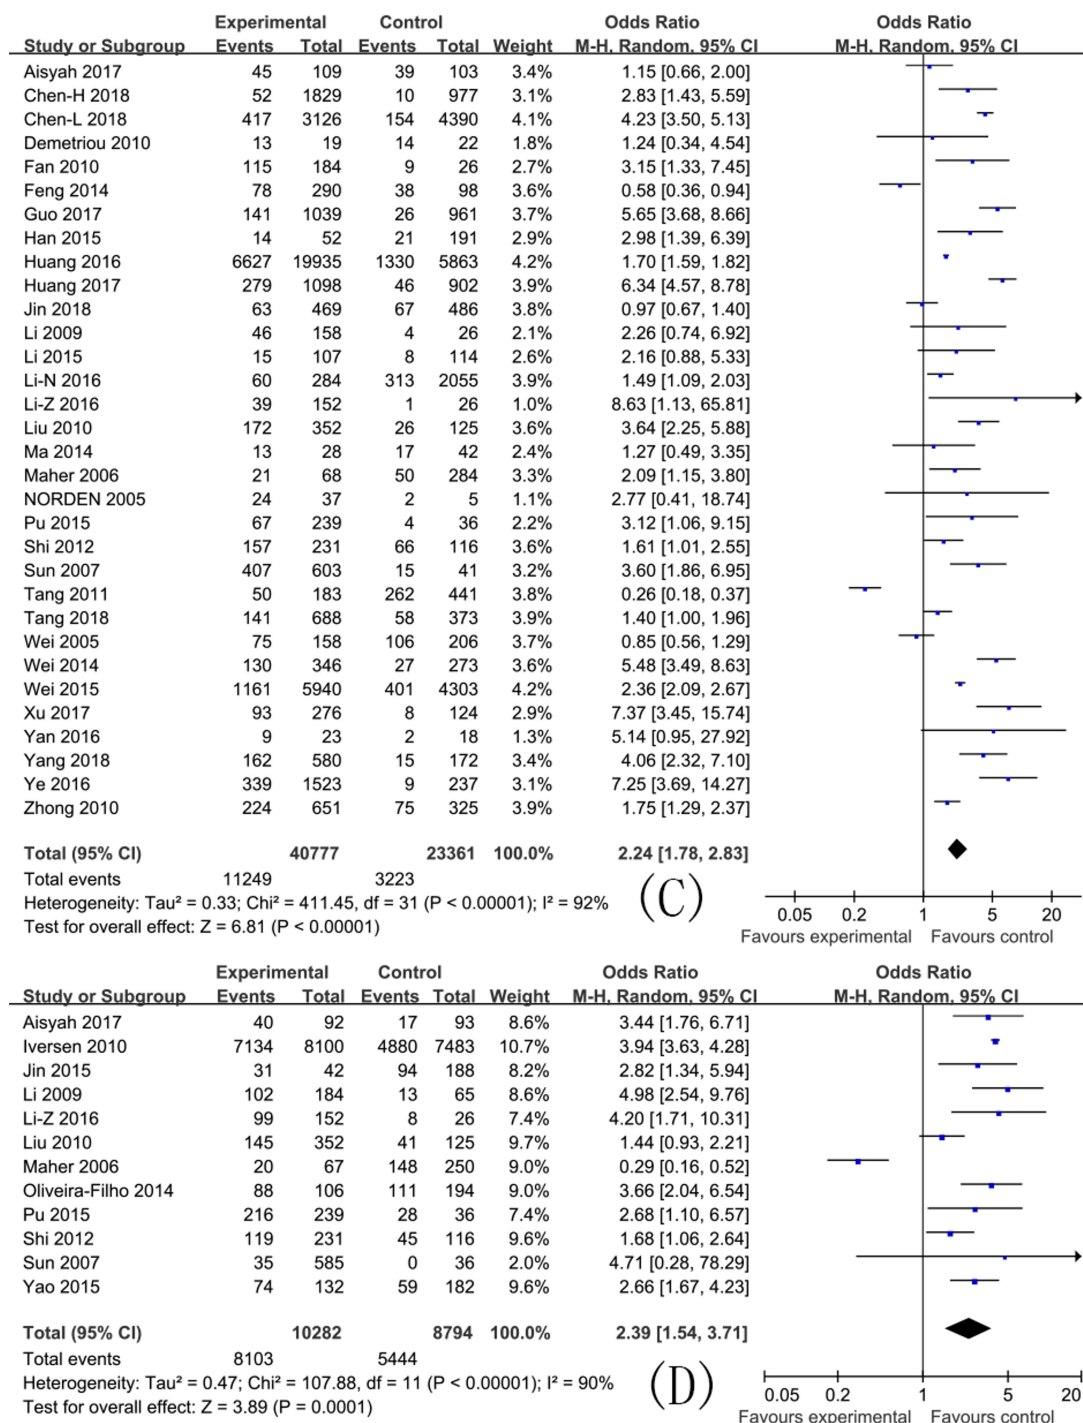 Experimental Control Odds Ratio Odds Ratio
Study or Subgroup Events Total Events Total Weight M-H, Random, 95% CI M-H, Random, 95% CI
Aisyah 2017 45 109 39 103 3.4% 1.15 [0.66, 2.00]
Chen-H 2018 52 1829 10 977 3.1% 2.83 [1.43, 5.59]
Chen-L 2018 417 3126 154 4390 4.1% 4.23 [3.50, 5.13]
Demetriou 2010 13 19 14 22 1.8% 1.24 [0.34, 4.54]
Fan 2010 115 184 9 26 2.7% 3.15 [1.33, 7.45]
Feng 2014 78 290 38 98 3.6% 0.58 [0.36, 0.94]
Guo 2017 141 1039 26 961 3.7% 5.65 [3.68, 8.66]
Han 2015 14 52 21 191 2.9% 2.98 [1.39, 6.39]
Huang 2016 6627 19935 1330 5863 4.2% 1.70 [1.59, 1.82]
Huang 2017 279 1098 46 902 3.9% 6.34 [4.57, 8.78]
Jin 2018 63 469 67 486 3.8% 0.97 [0.67, 1.40]
Li 2009 46 158 4 26 2.1% 2.26 [0.74, 6.92]
Li 2015 15 107 8 114 2.6% 2.16 [0.88, 5.33]
Li-N 2016 60 284 313 2055 3.9% 1.49 [1.09, 2.03]
Li-Z 2016 39 152 1 26 1.0% 8.63 [1.13, 65.81]
Liu 2010 172 352 26 125 3.6% 3.64 [2.25, 5.88]
Ma 2014 13 28 17 42 2.4% 1.27 [0.49, 3.35]
Maher 2006 21 68 50 284 3.3% 2.09 [1.15, 3.80]
NORDEN 2005 24 37 2 5 1.1% 2.77 [0.41, 18.74]
Pu 2015 67 239 4 36 2.2% 3.12 [1.06, 9.15]
Shi 2012 157 231 66 116 3.6% 1.61 [1.01, 2.55]
Sun 2007 407 603 15 41 3.2% 3.60 [1.86, 6.95]
Tang 2011 50 183 262 441 3.8% 0.26 [0.18, 0.37]
Tang 2018 141 688 58 373 3.9% 1.40 [1.00, 1.96]
Wei 2005 75 158 106 206 3.7% 0.85 [0.56, 1.29]
Wei 2014 130 346 27 273 3.6% 5.48 [3.49, 8.63]
Wei 2015 1161 5940 401 4303 4.2% 2.36 [2.09, 2.67]
Xu 2017 93 276 8 124 2.9% 7.37 [3.45, 15.74]
Yan 2016 9 23 2 18 1.3% 5.14 [0.95, 27.92]
Yang 2018 162 580 15 172 3.4% 4.06 [2.32, 7.10]
Ye 2016 339 1523 9 237 3.1% 7.25 [3.69, 14.27]
Zhong 2010 224 651 75 325 3.9% 1.75 [1.29, 2.37]
Total (95% CI) 40777 23361 100.0% 2.24 [1.78, 2.83]
Total events 11249 3223
Heterogeneity: Tau² = 0.33; Chi² = 411.45, df = 31 (P < 0.00001); I² = 92%
Test for overall effect: Z = 6.81 (P < 0.00001)
(C)
0.05 0.2 1 5 20
Favours experimental Favours control
Experimental Control Odds Ratio Odds Ratio
Study or Subgroup Events Total Events Total Weight M-H, Random, 95% CI M-H, Random, 95% CI
Aisyah 2017 40 92 17 93 8.6% 3.44 [1.76, 6.71]
Iversen 2010 7134 8100 4880 7483 10.7% 3.94 [3.63, 4.28]
Jin 2015 31 42 94 188 8.2% 2.82 [1.34, 5.94]
Li 2009 102 184 13 65 8.6% 4.98 [2.54, 9.76]
Li-Z 2016 99 152 8 26 7.4% 4.20 [1.71, 10.31]
Liu 2010 145 352 41 125 9.7% 1.44 [0.93, 2.21]
Maher 2006 20 67 148 250 9.0% 0.29 [0.16, 0.52]
Oliveira-Filho 2014 88 106 111 194 9.0% 3.66 [2.04, 6.54]
Pu 2015 216 239 28 36 7.4% 2.68 [1.10, 6.57]
Shi 2012 119 231 45 116 9.6% 1.68 [1.06, 2.64]
Sun 2007 35 585 0 36 2.0% 4.71 [0.28, 78.29]
Yao 2015 74 132 59 182 9.6% 2.66 [1.67, 4.23]
Total (95% CI) 10282 8794 100.0% 2.39 [1.54, 3.71]
Total events 8103 5444
Heterogeneity: Tau² = 0.47; Chi² = 107.88, df = 11 (P < 0.00001); I² = 90%
Test for overall effect: Z = 3.89 (P = 0.0001)
(D)
0.05 0.2 1 5 20
Favours experimental Favours control